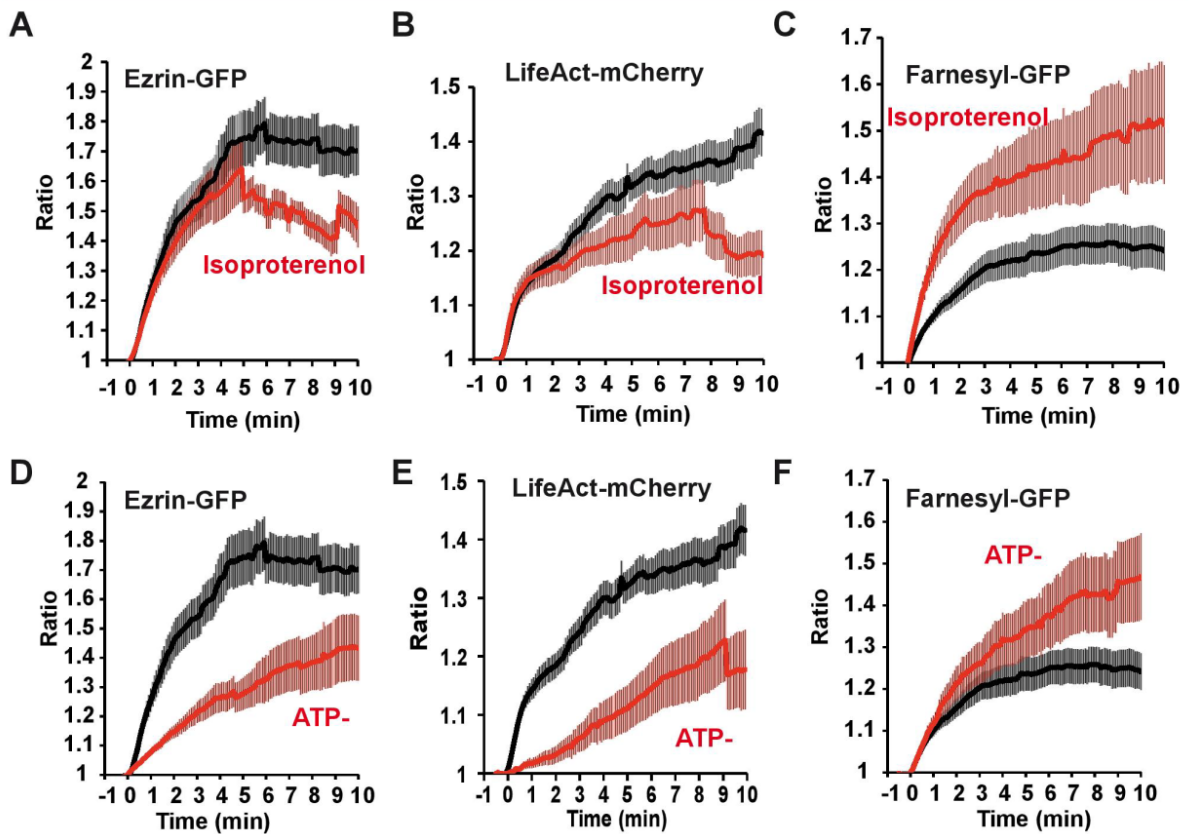 A
Ezrin-GFP
2
1.9
1.8
1.7
1.6
1.5
1.4
1.3
1.2
1.1
1
Ratio
Isoproterenol
-1 0 1 2 3 4 5 6 7 8 9 10
Time (min)
B
LifeAct-mCherry
1.5
1.4
1.3
1.2
1.1
1
Ratio
Isoproterenol
-1 0 1 2 3 4 5 6 7 8 9 10
Time (min)
C
Farnesyl-GFP
1.7
1.6
1.5
1.4
1.3
1.2
1.1
1
Ratio
Isoproterenol
-1 0 1 2 3 4 5 6 7 8 9 10
Time (min)
D
Ezrin-GFP
2
1.9
1.8
1.7
1.6
1.5
1.4
1.3
1.2
1.1
1
Ratio
ATP-
-1 0 1 2 3 4 5 6 7 8 9 10
Time (min)
E
LifeAct-mCherry
1.5
1.4
1.3
1.2
1.1
1
Ratio
ATP-
-1 0 1 2 3 4 5 6 7 8 9 10
Time (min)
F
Farnesyl-GFP
1.7
1.6
1.5
1.4
1.3
1.2
1.1
1
Ratio
ATP-
-1 0 1 2 3 4 5 6 7 8 9 10
Time (min)